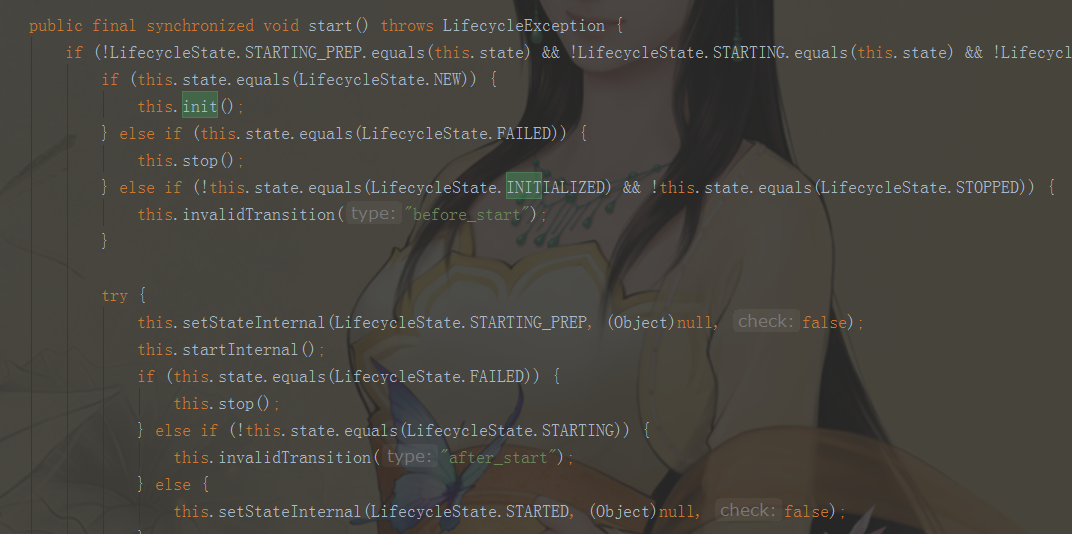 public final synchronized void start() throws LifecycleException {
if (!LifecycleState.STARTING_PREP.equals(this.state) && !LifecycleState.STARTING.equals(this.state) && !Lifecycl
if (this.state.equals(LifecycleState.NEW)) {
this.init();
} else if (this.state.equals(LifecycleState.FAILED)) {
this.stop();
} else if (!this.state.equals(LifecycleState.INITIALIZED) && !this.state.equals(LifecycleState.STOPPED)) {
this.invalidTransition( type: "before_start");
}
try {
this.setStateInternal(LifecycleState.STARTING_PREP, (Object)null, check: false);
this.startInternal();
if (this.state.equals(LifecycleState.FAILED)) {
this.stop();
} else if (!this.state.equals(LifecycleState.STARTING)) {
this.invalidTransition( type: "after_start");
} else {
this.setStateInternal(LifecycleState.STARTED, (Object)null, check: false);
}